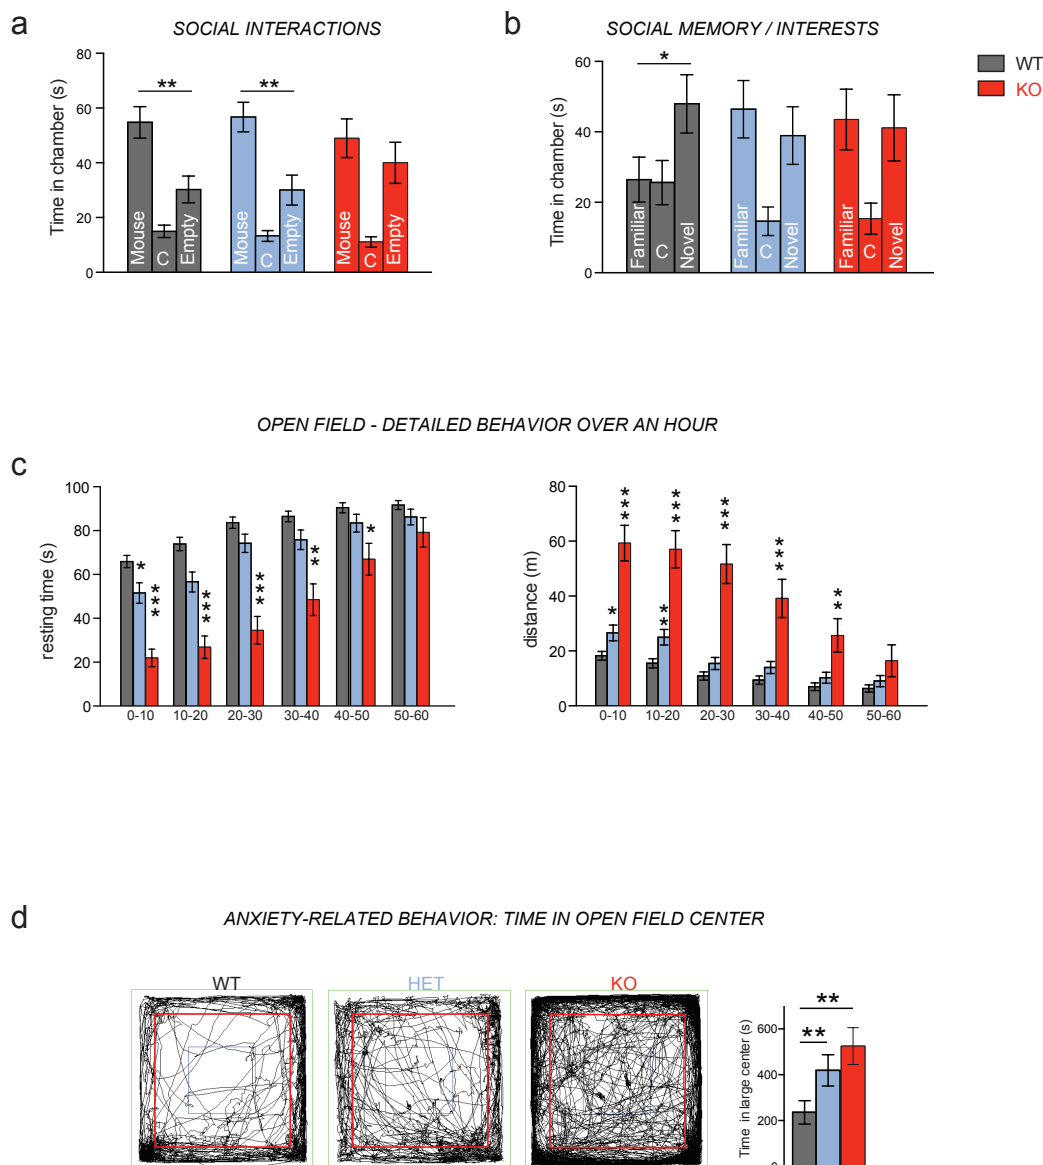 a
SOCIAL INTERACTIONS
80
60
40
20
0
Time in chamber (s)
**
**
Mouse
C
Empty
Mouse
C
Empty
Mouse
C
Empty
b
SOCIAL MEMORY / INTERESTS
60
40
20
0
Time in chamber (s)
*
Familiar
C
Novel
Familiar
C
Novel
Familiar
C
Novel
WT
KO
OPEN FIELD - DETAILED BEHAVIOR OVER AN HOUR
c
100
80
60
40
20
0
resting time (s)
*
***
***
***
**
*
0-10 10-20 20-30 30-40 40-50 50-60
80
60
40
20
0
distance (m)
*
***
**
***
***
***
**
0-10 10-20 20-30 30-40 40-50 50-60
d
ANXIETY-RELATED BEHAVIOR: TIME IN OPEN FIELD CENTER
WT
HET
KO
Time in large center (s)
600
400
200
0
**
**